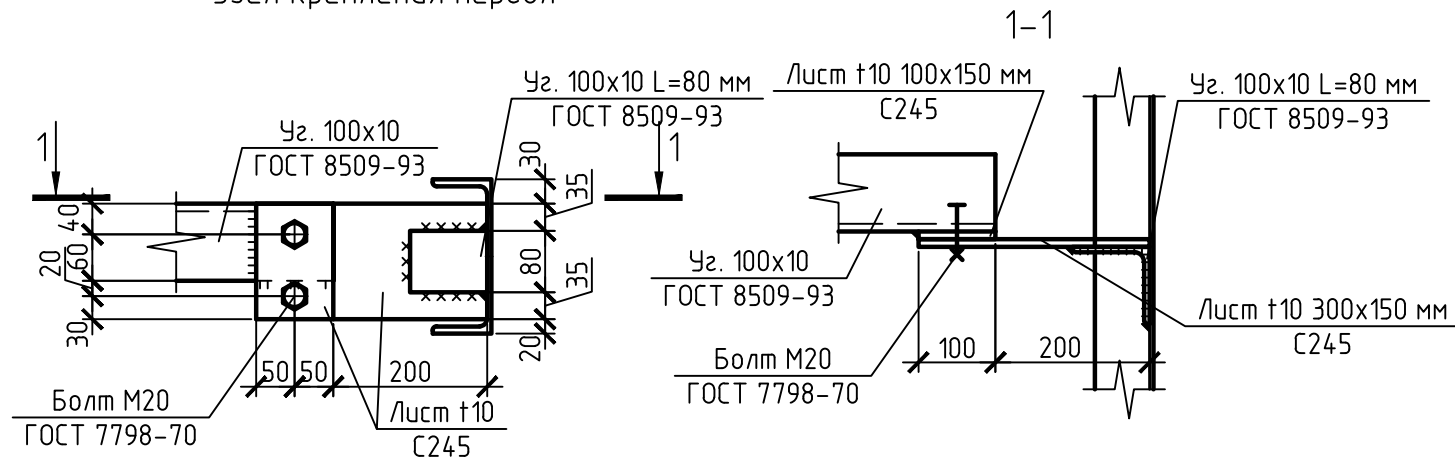 Узел крепления перво
1-1
Уг. 100х10 L=80 мм
ГОСТ 8509-93
Лист t10 100х150 мм
С245
Уг. 100х10 L=80 мм
ГОСТ 8509-93
1
Уг. 100х10
ГОСТ 8509-93
1
30
35
40
20
60
80
35
30
20
50
50
200
Болт М20
ГОСТ 7798-70
Лист t10
С245
Уг. 100х10
ГОСТ 8509-93
Лист t10 300х150 мм
С245
100
200
Болт М20
ГОСТ 7798-70